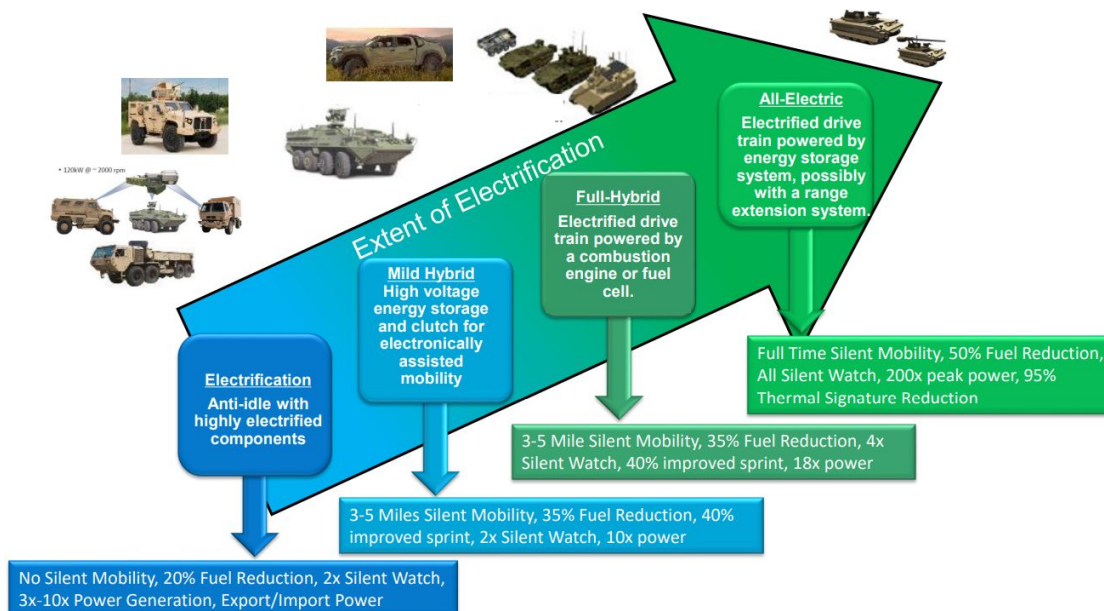 • 120kW @ ~ 2000 rpm
Extent of Electrification
Electrification
Anti-idle with
highly electrified
components
No Silent Mobility, 20% Fuel Reduction, 2x Silent Watch,
3x-10x Power Generation, Export/Import Power
Mild Hybrid
High voltage
energy storage
and clutch for
electronically
assisted
mobility
3-5 Miles Silent Mobility, 35% Fuel Reduction, 40%
improved sprint, 2x Silent Watch, 10x power
Full-Hybrid
Electrified drive
train powered by
a combustion
engine or fuel
cell.
3-5 Mile Silent Mobility, 35% Fuel Reduction, 4x
Silent Watch, 40% improved sprint, 18x power
All-Electric
Electrified drive
train powered by
energy storage
system, possibly
with a range
extension system.
Full Time Silent Mobility, 50% Fuel Reduction,
All Silent Watch, 200x peak power, 95%
Thermal Signature Reduction